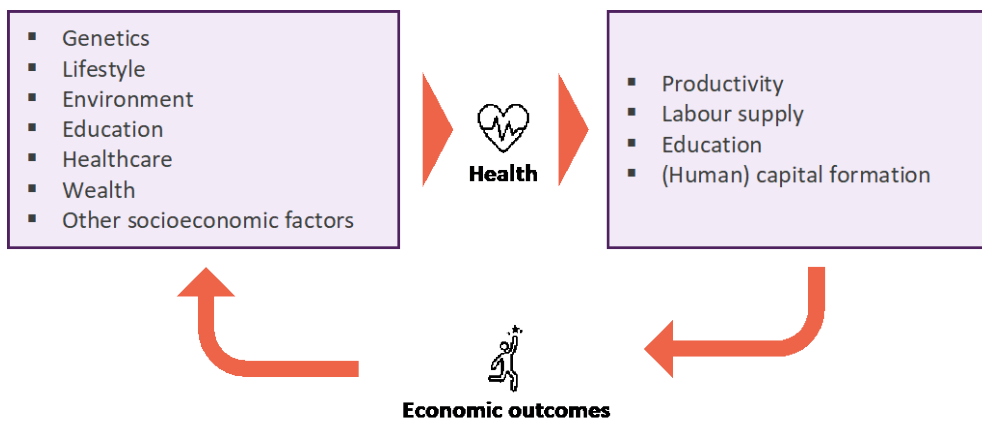 ▪ Genetics
▪ Lifestyle
▪ Environment
▪ Education
▪ Healthcare
▪ Wealth
▪ Other socioeconomic factors
Health
▪ Productivity
▪ Labour supply
▪ Education
▪ (Human) capital formation
Economic outcomes